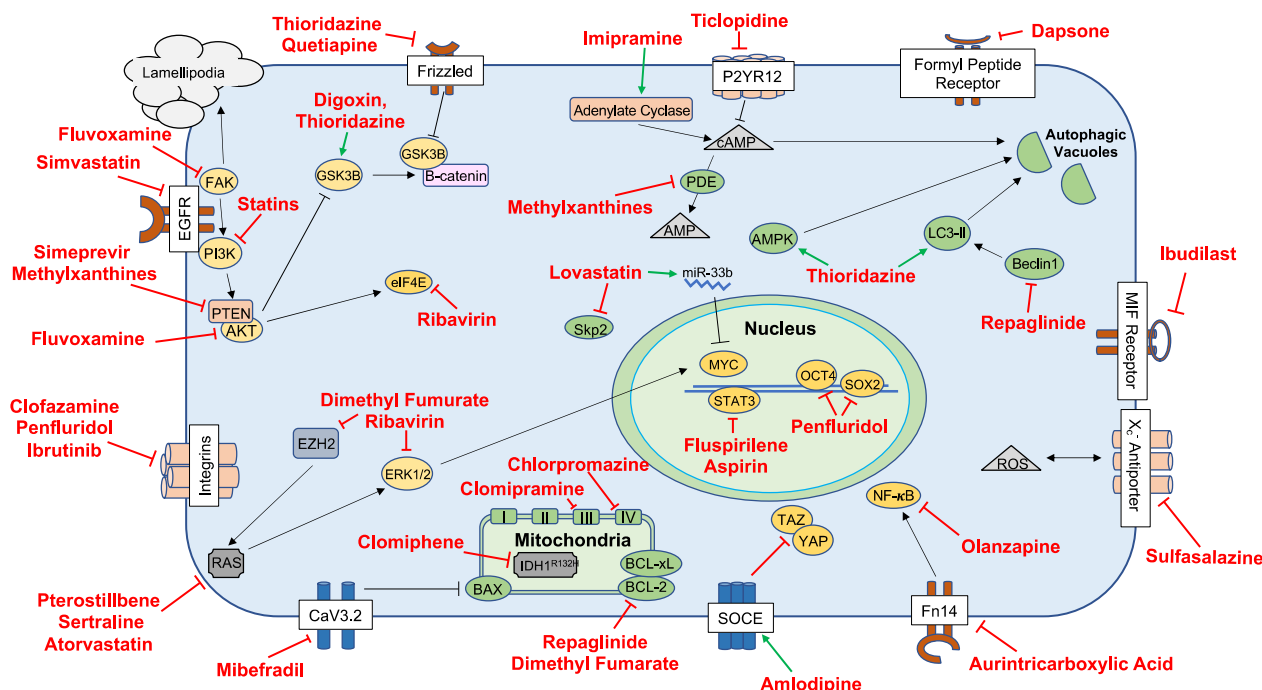 Thioridazine
Quetiapine
Ticlopidine
Imipramine
Dapsone
Lamellipodia
Frizzled
P2YR12
Formyl Peptide
Receptor
Digoxin,
Thioridazine
Adenylate Cyclase
Fluvoxamine
Simvastatin
cAMP
Autophagic
Vacuoles
GSK3B
B-catenin
FAK
GSK3B
PDE
Statins
EGFR
Methylxanthines
PI3K
AMP
AMPK
LC3-II
Simeprevir
Methylxanthines
Beclin1
Ibudilast
Thioridazine
Lovastatin
miR-33b
eIF4E
PTEN
AKT
Ribavirin
Skp2
Repaglinide
MIF Receptor
Fluvoxamine
Nucleus
MYC
OCT4
SOX2
STAT3
Dimethyl Fumurate
Ribavirin
Clofazamine
Penfluridol
Ibrutinib
Penfluridol
Fluspirilene
Aspirin
EZH2
Integrins
ERK1/2
Chlorpromazine
Clomipramine
ROS
Xc- Antiporter
NF-κB
I
II
III
IV
TAZ
YAP
Mitochondria
Clomiphene
Olanzapine
Sulfasalazine
RAS
IDH1R132H
BCL-xL
BAX
BCL-2
Pterostillbene
Sertraline
Atorvastatin
CaV3.2
SOCE
Fn14
Repaglinide
Dimethyl Fumarate
Mibefradil
Aurintricarboxylic Acid
Amlodipine